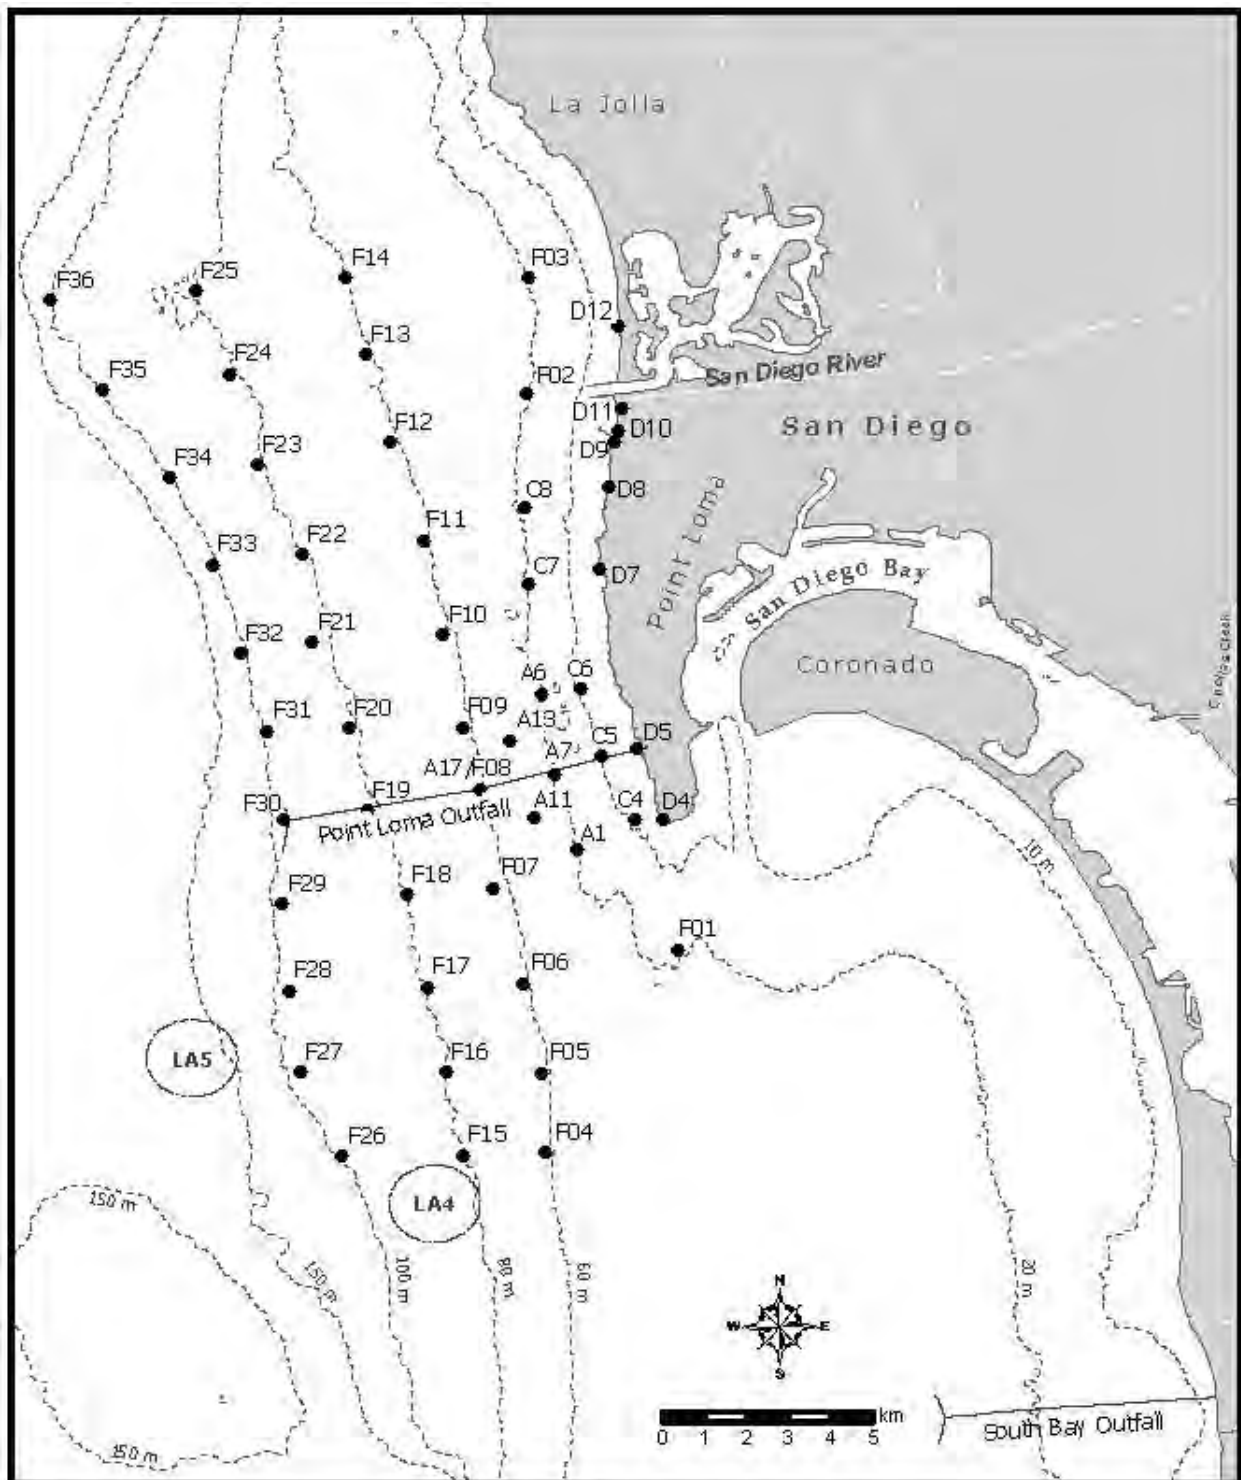 La Jolla
F36
F25
F14
F03
D12
F13
F24
F35
F02
San Diego River
D11
D10
San Diego
D9
F12
F23
F34
C8
D8
Point Loma
F11
F33
F22
C7
D7
San Diego Bay
F10
F32
F21
A6
C6
Coronado
F31
F20
F09
A13
A7
C5
D5
A17/F08
F30
F19
Point Loma Outfall
A11
C4
D4
A1
10 m
F29
F18
F07
F01
F28
F17
F06
LA5
F27
F16
F05
F26
F15
F04
LA4
150 m
150 m
100 m
80 m
60 m
20 m
N
W E
S
km
0 1 2 3 4 5
South Bay Outfall
150 m